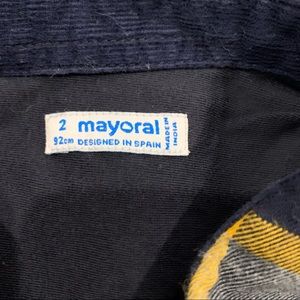 2 mayoral
92cm DESIGNED IN SPAIN
MADE IN
INDIA